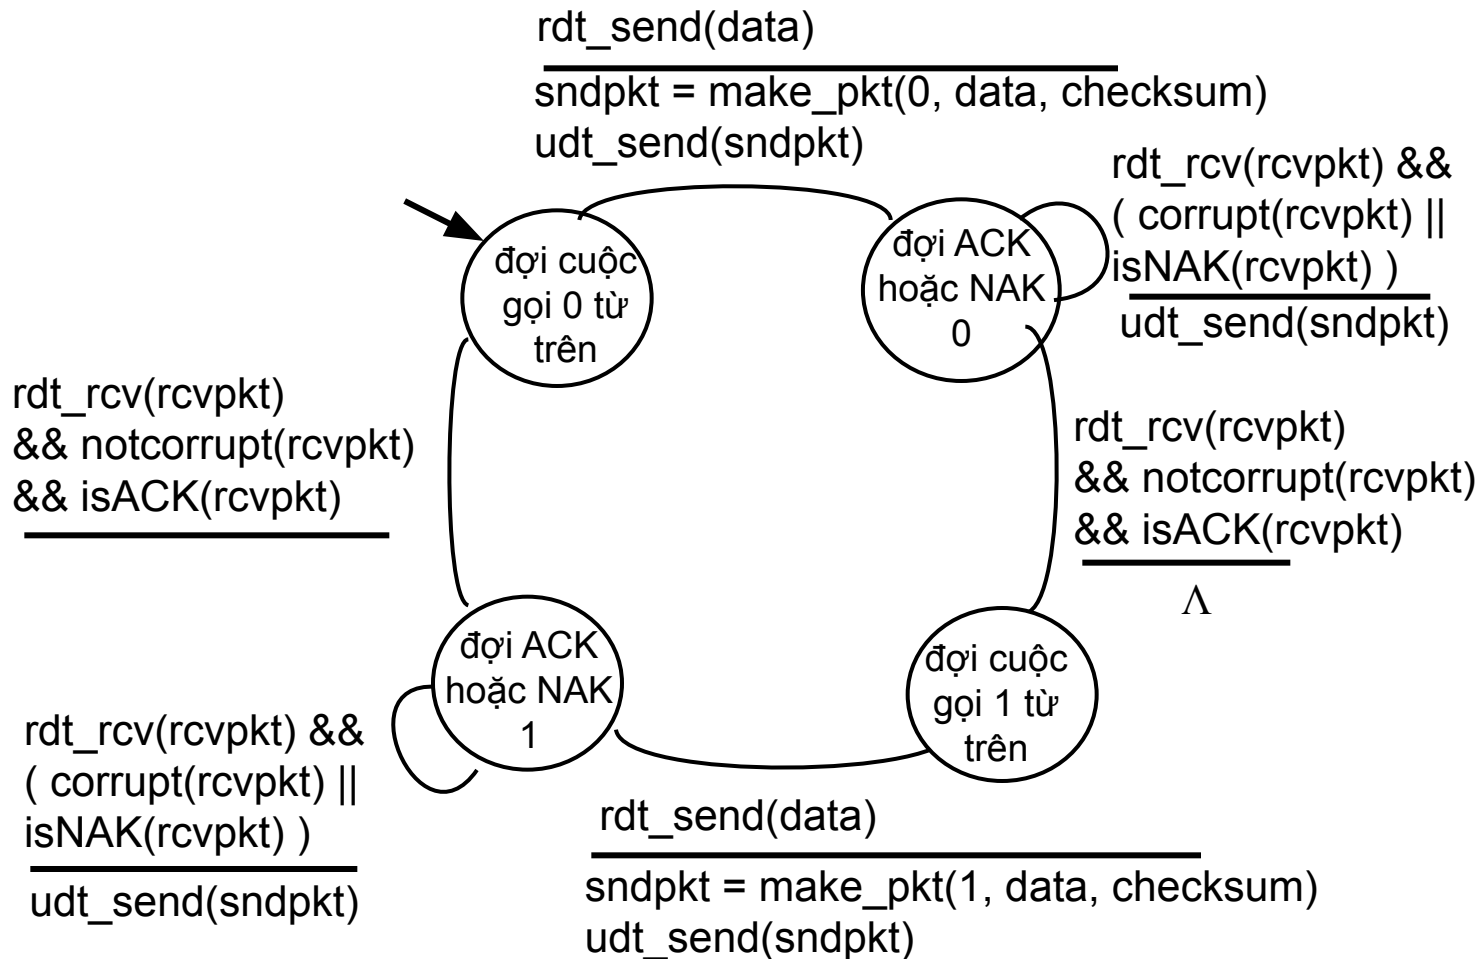 rdt_send(data)
sndpkt = make_pkt(0, data, checksum)
udt_send(sndpkt)
rdt_rcv(rcvpkt) &&
( corrupt(rcvpkt) ||
isNAK(rcvpkt) )
udt_send(sndpkt)
đợi cuộc
gọi 0 từ
trên
đợi ACK
hoặc NAK
0
rdt_rcv(rcvpkt)
&& notcorrupt(rcvpkt)
&& isACK(rcvpkt)
rdt_rcv(rcvpkt)
&& notcorrupt(rcvpkt)
&& isACK(rcvpkt)
Λ
đợi ACK
hoặc NAK
1
đợi cuộc
gọi 1 từ
trên
rdt_rcv(rcvpkt) &&
( corrupt(rcvpkt) ||
isNAK(rcvpkt) )
udt_send(sndpkt)
rdt_send(data)
sndpkt = make_pkt(1, data, checksum)
udt_send(sndpkt)